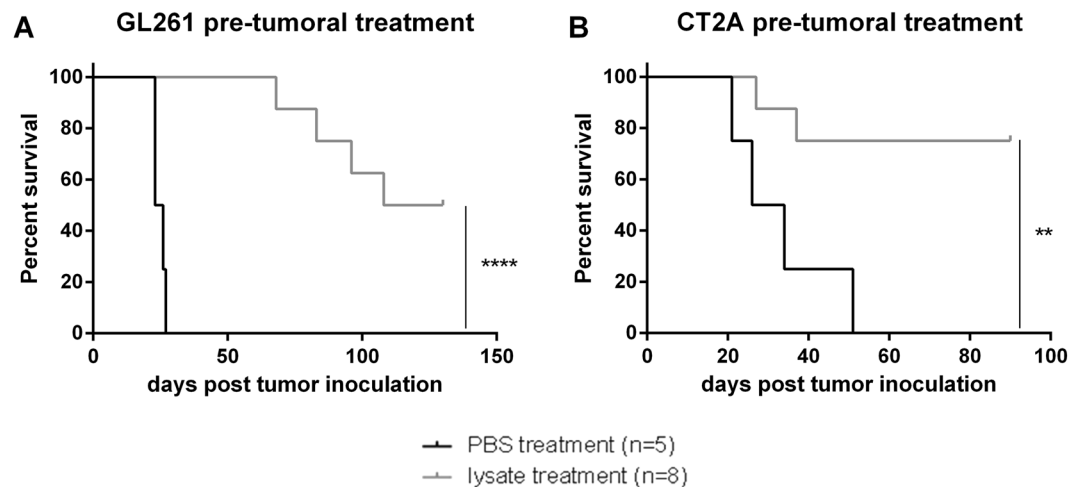 A
GL261 pre-tumoral treatment
Percent survival
100
80
60
40
20
0
0 50 100 150
days post tumor inoculation
****
B
CT2A pre-tumoral treatment
Percent survival
100
80
60
40
20
0
0 20 40 60 80 100
days post tumor inoculation
**
PBS treatment (n=5)
lysate treatment (n=8)